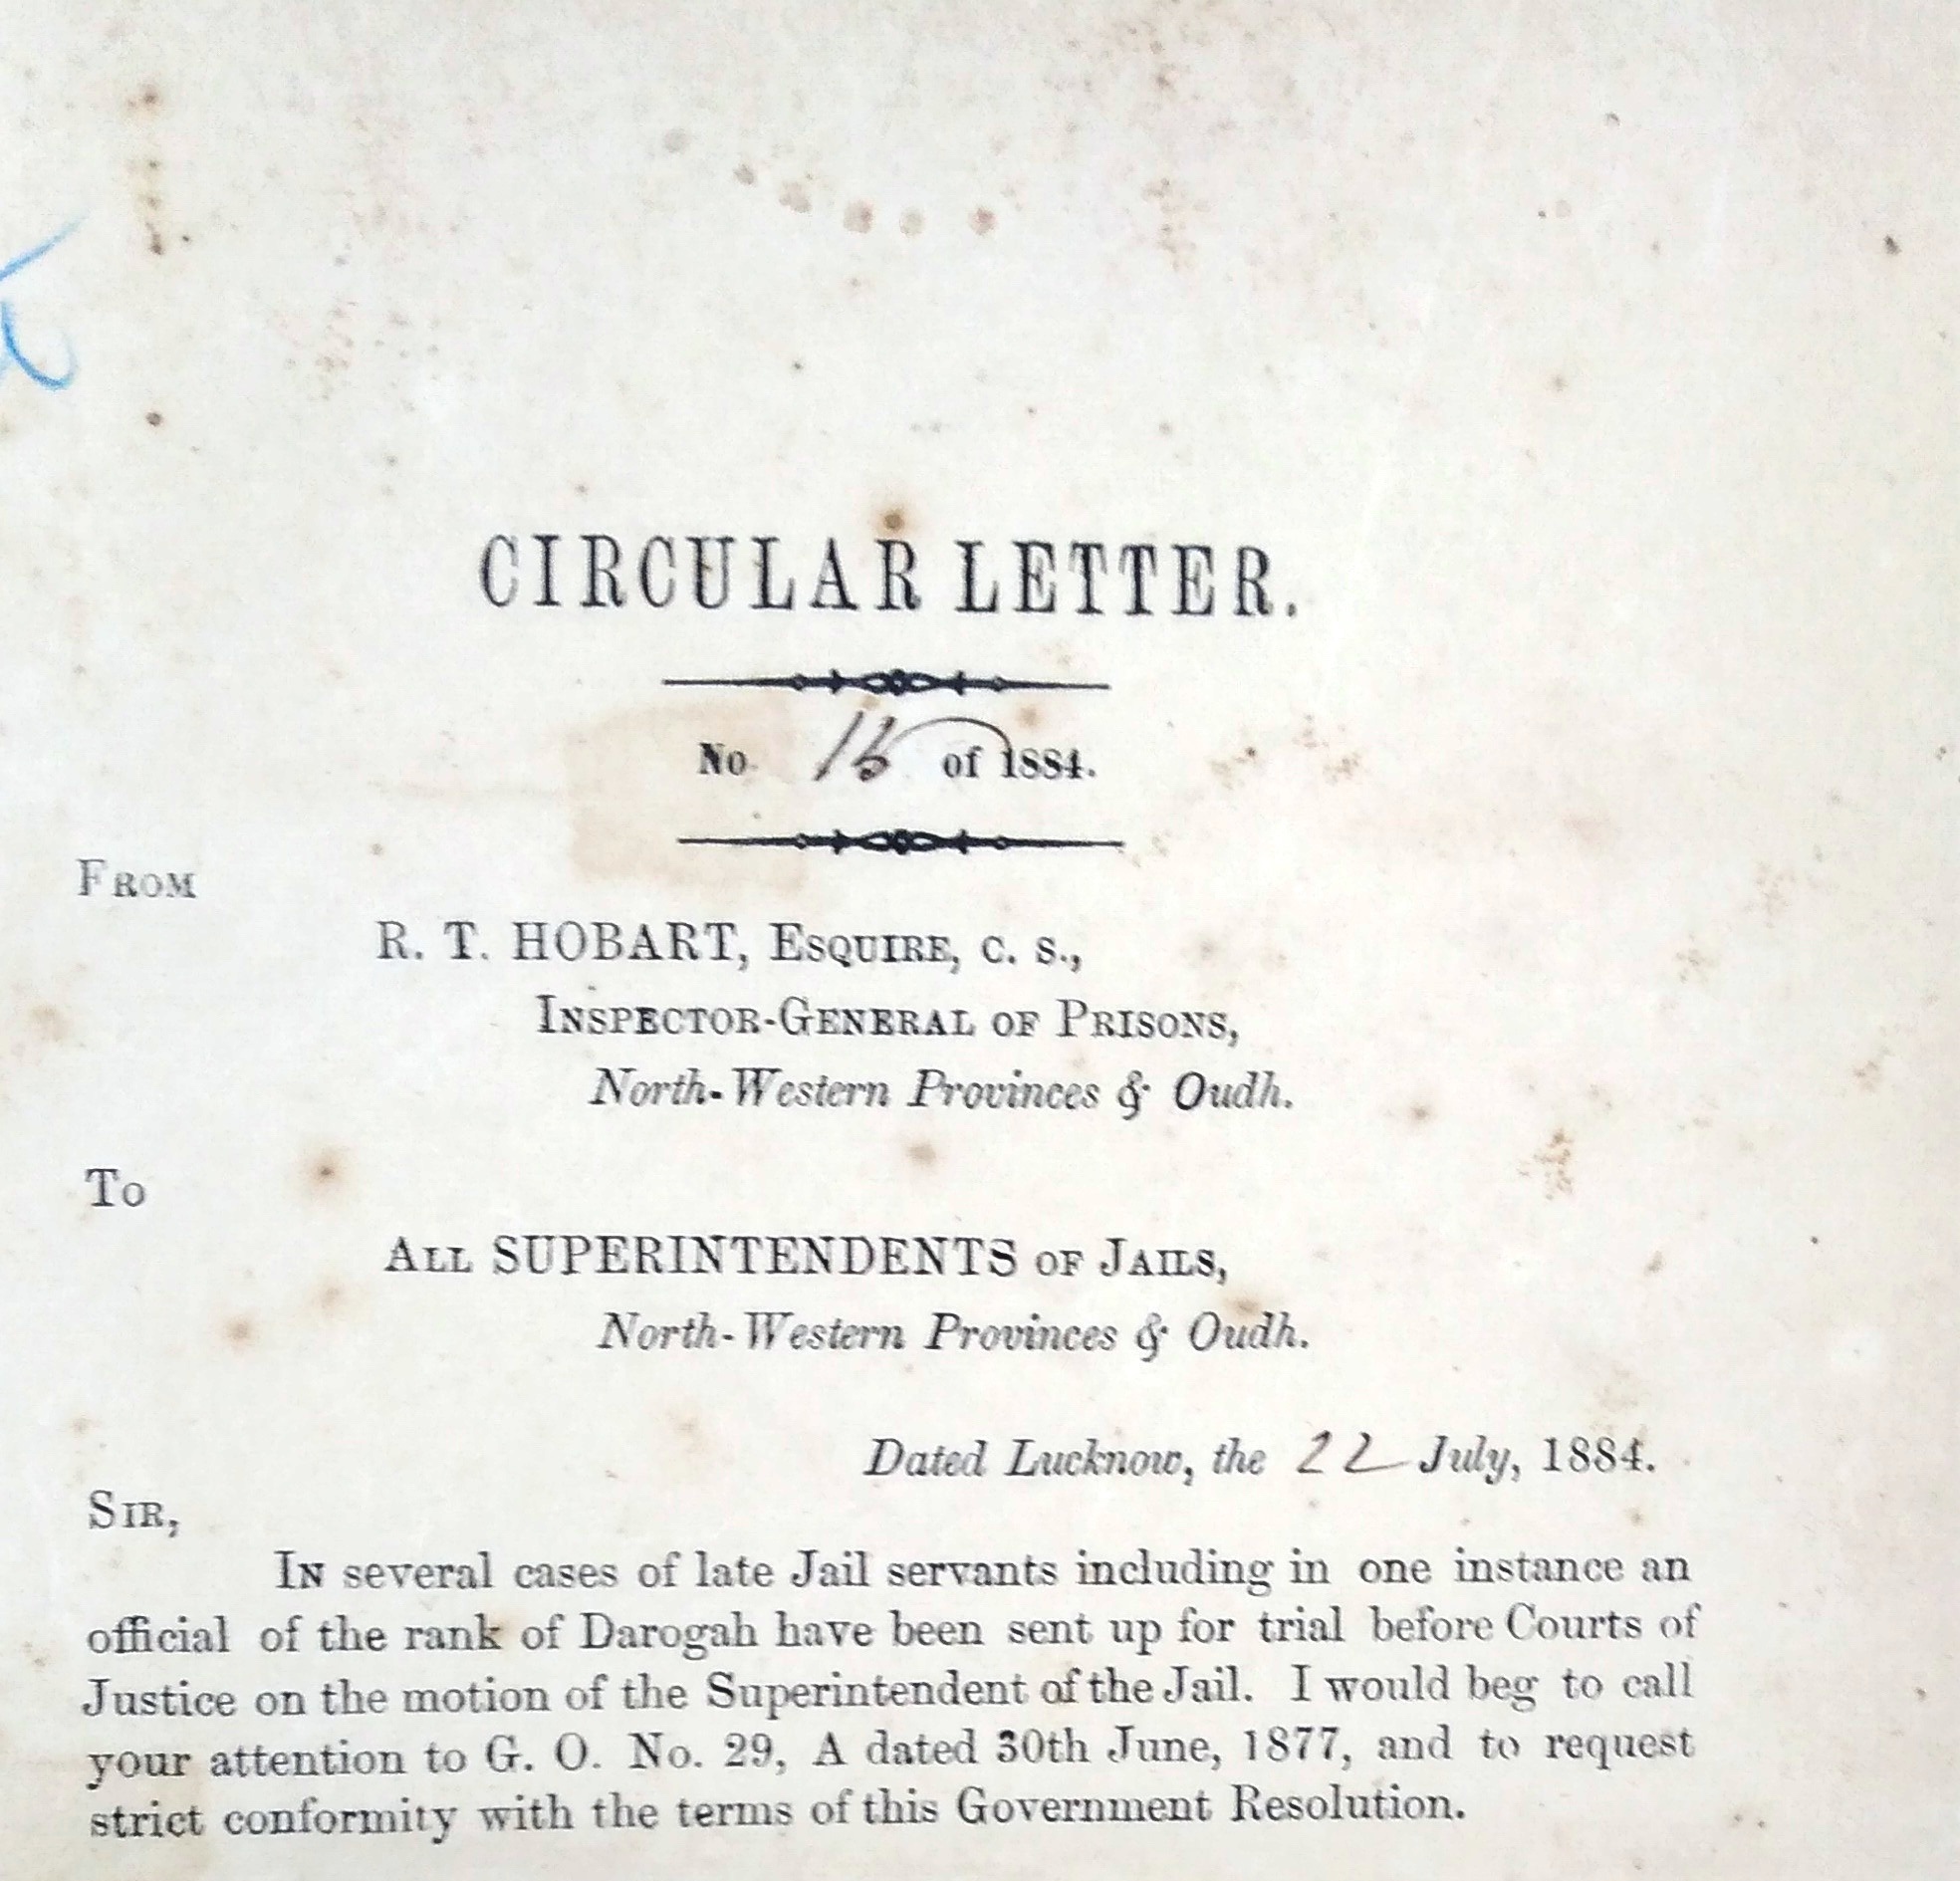 CIRCULAR LETTER.
No. 15 of 1884.
FROM
R. T. HOBART, ESQUIRE, C. S.,
INSPECTOR-GENERAL OF PRISONS,
North-Western Provinces & Oudh.
To
ALL SUPERINTENDENTS OF JAILS,
North-Western Provinces & Oudh.
Dated Lucknow, the 22 July, 1884.
SIR,
IN several cases of late Jail servants including in one instance an
official of the rank of Darogah have been sent up for trial before Courts of
Justice on the motion of the Superintendent of the Jail. I would beg to call
your attention to G. O. No. 29, A dated 30th June, 1877, and to request
strict conformity with the terms of this Government Resolution.